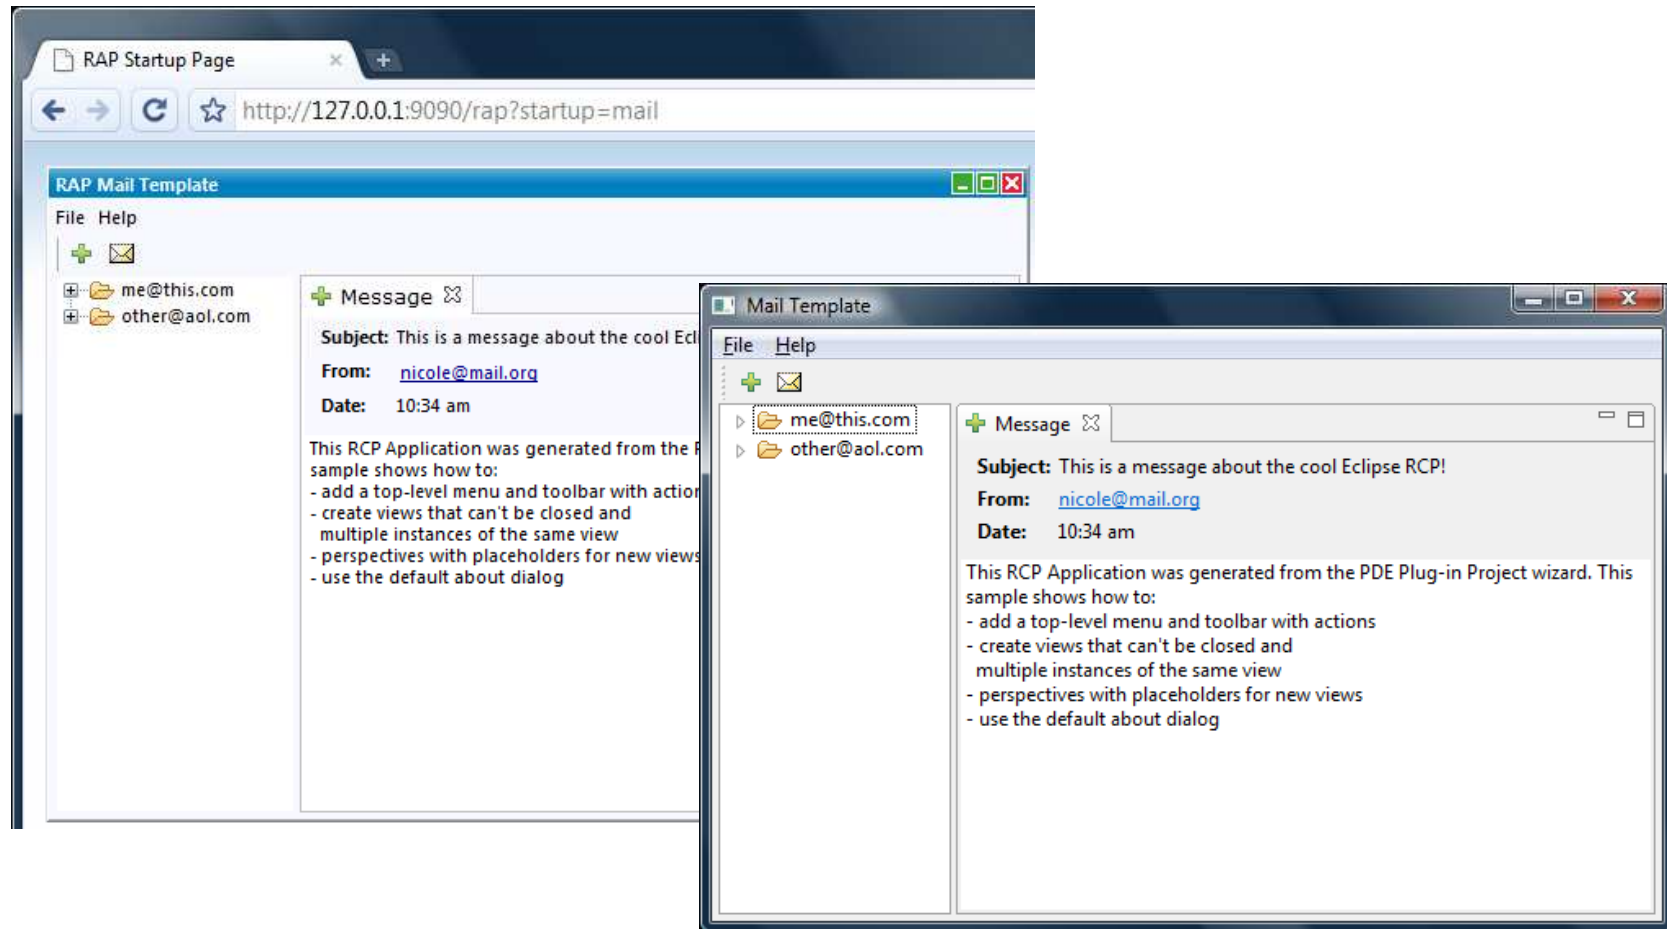 RAP Startup Page
http://127.0.0.1:9090/rap?startup=mail
RAP Mail Template
File Help
me@this.com
other@aol.com
Message
Subject: This is a message about the cool
From: nicole@mail.org
Date: 10:34 am
This RCP Application was generated from the
sample shows how to:
- add a top-level menu and toolbar with
- create views that can't be closed and
multiple instances of the same view
- perspectives with placeholders for new views
- use the default about dialog
Mail Template
File Help
me@this.com
other@aol.com
Message
Subject: This is a message about the cool Eclipse RCP!
From: nicole@mail.org
Date: 10:34 am
This RCP Application was generated from the PDE Plug-in Project wizard. This
sample shows how to:
- add a top-level menu and toolbar with actions
- create views that can't be closed and
multiple instances of the same view
- perspectives with placeholders for new views
- use the default about dialog